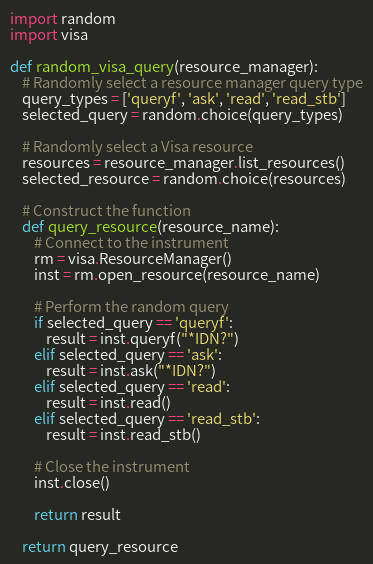 import random
import visa

def random_visa_query(resource_manager):
    # Randomly select a resource manager query type
    query_types = ['queryf', 'ask', 'read', 'read_stb']
    selected_query = random.choice(query_types)

    # Randomly select a Visa resource
    resources = resource_manager.list_resources()
    selected_resource = random.choice(resources)

    # Construct the function
    def query_resource(resource_name):
        # Connect to the instrument
        rm = visa.ResourceManager()
        inst = rm.open_resource(resource_name)

        # Perform the random query
        if selected_query == 'queryf':
            result = inst.queryf("*IDN?")
        elif selected_query == 'ask':
            result = inst.ask("*IDN?")
        elif selected_query == 'read':
            result = inst.read()
        elif selected_query == 'read_stb':
            result = inst.read_stb()

        # Close the instrument
        inst.close()

        return result

    return query_resource